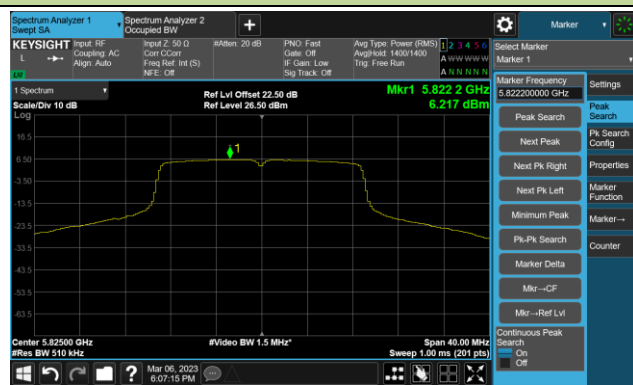 Spectrum Analyzer 1
Swept SA
Spectrum Analyzer 2
Occupied BW
+
Marker
KEYSIGHT
L
Input: RF
Coupling: AC
Align: Auto
Input Z: 50 Ω
Corr CCorr
Freq Ref: Int (S)
NFE: Off
#Atten: 20 dB
PNO: Fast
Gate: Off
IF Gain: Low
Sig Track: Off
Avg Type: Power (RMS)
Avg|Hold: 1400/1400
Trig: Free Run
1 2 3 4 5 6
A W W W W W
A N N N N N
Select Marker
Marker 1
1 Spectrum
Scale/Div 10 dB
Log
Ref Lvl Offset 22.50 dB
Ref Level 26.50 dBm
Mkr1 5.822 2 GHz
6.217 dBm
16.5
6.50
-3.50
-13.5
-23.5
-33.5
-43.5
-53.5
-63.5
1
Center 5.82500 GHz
#Res BW 510 kHz
#Video BW 1.5 MHz*
Span 40.00 MHz
Sweep 1.00 ms (201 pts)
Marker Frequency
5.822200000 GHz
Peak Search
Next Peak
Next Pk Right
Next Pk Left
Minimum Peak
Pk-Pk Search
Marker Delta
Mkr→CF
Mkr→Ref Lvl
Continuous Peak
Search
On
Off
Settings
Peak
Search
Pk Search
Config
Properties
Marker
Function
Marker→
Counter
?
Mar 06, 2023
6:07:15 PM